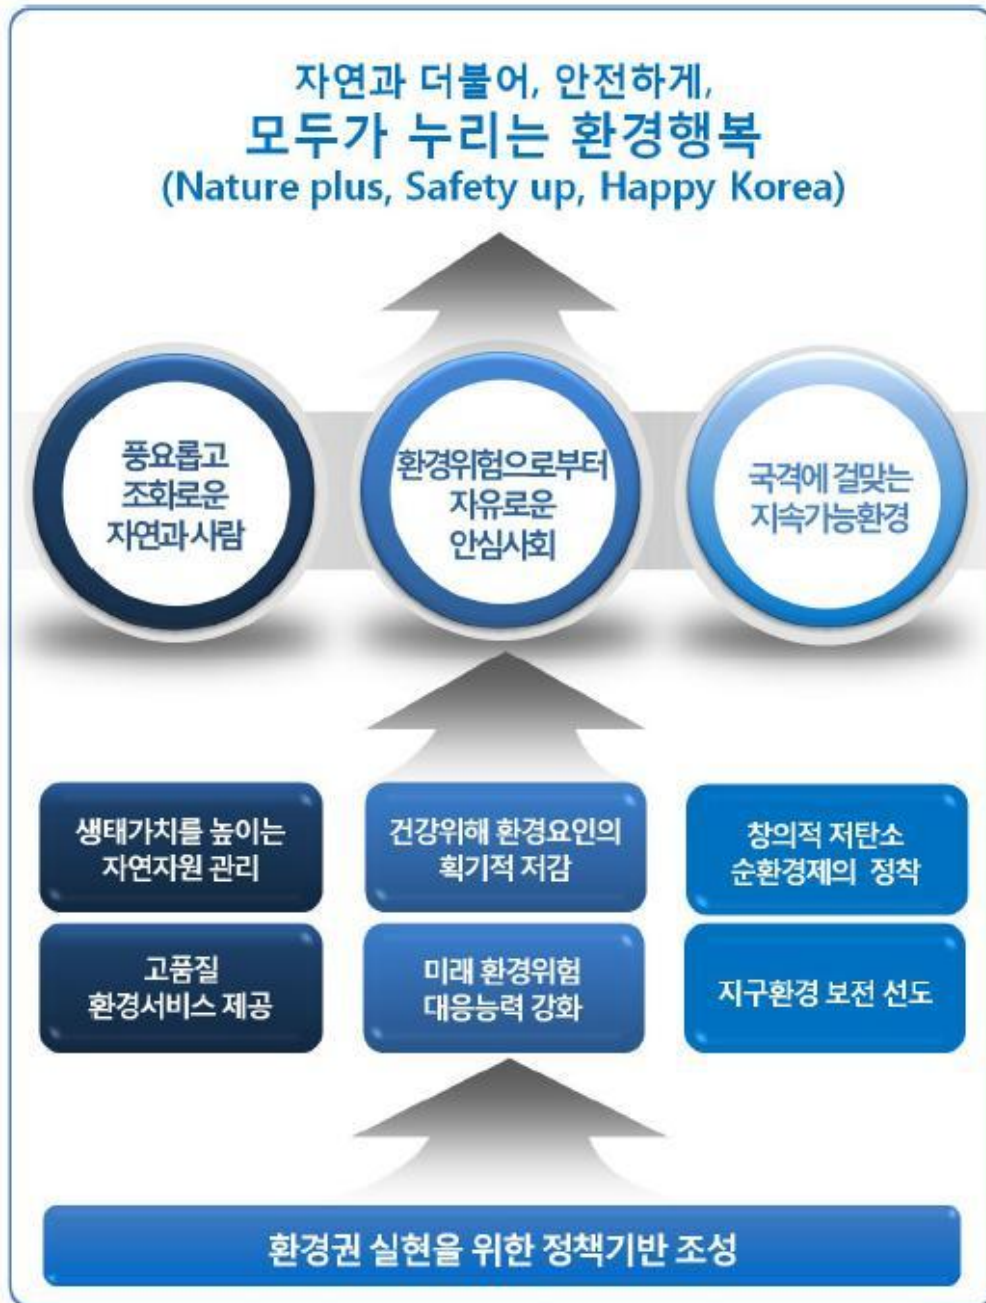 자연과 더불어, 안전하게,
모두가 누리는 환경행복
(Nature plus, Safety up, Happy Korea)
풍요롭고
조화로운
자연과 사람
환경위험으로부터
자유로운
안심사회
국격에 걸맞는
지속가능환경
생태가치를 높이는
자연자원 관리
건강위해 환경요인의
획기적 저감
창의적 저탄소
순환경제의 정착
고품질
환경서비스 제공
미래 환경위험
대응능력 강화
지구환경 보전 선도
환경권 실현을 위한 정책기반 조성